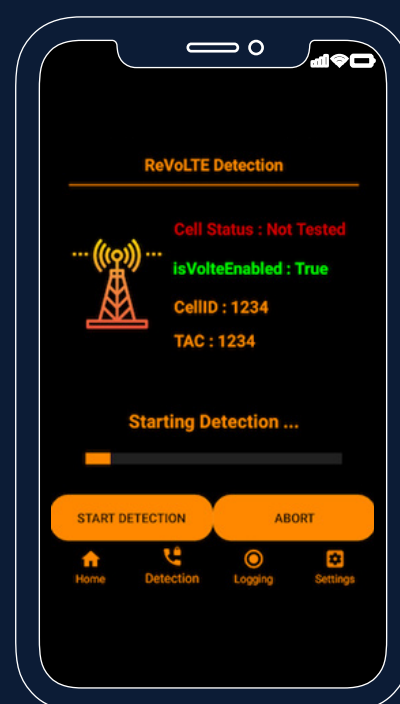 ReVoLTE Detection
Cell Status : Not Tested
isVolteEnabled : True
CellID : 1234
TAC : 1234
Starting Detection ...
START DETECTION
ABORT
Home
Detection
Logging
Settings